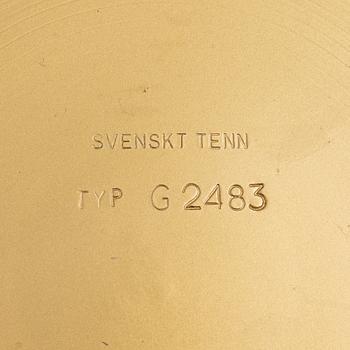 SVENSKT TENN
TYP G 2483